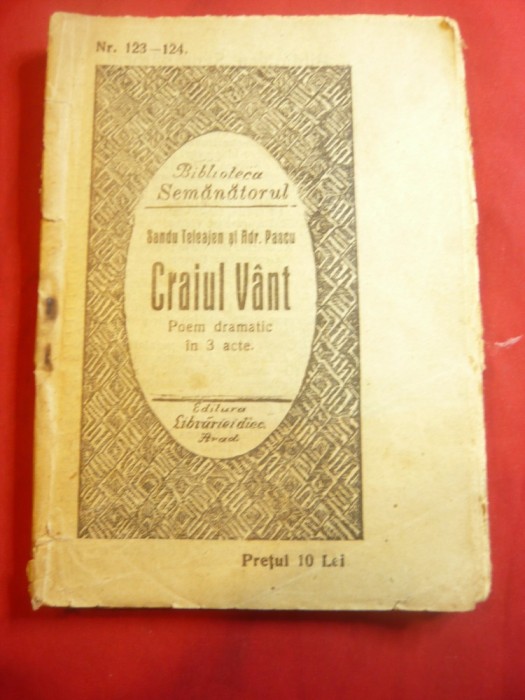 Nr. 123–124.
Biblioteca
Semănătorul
Sandu Teleajen și Adr. Pascu
Craiul Vânt
Poem dramatic
în 3 acte.
Editura
Librăriei diec.
Arad
Prețul 10 Lei